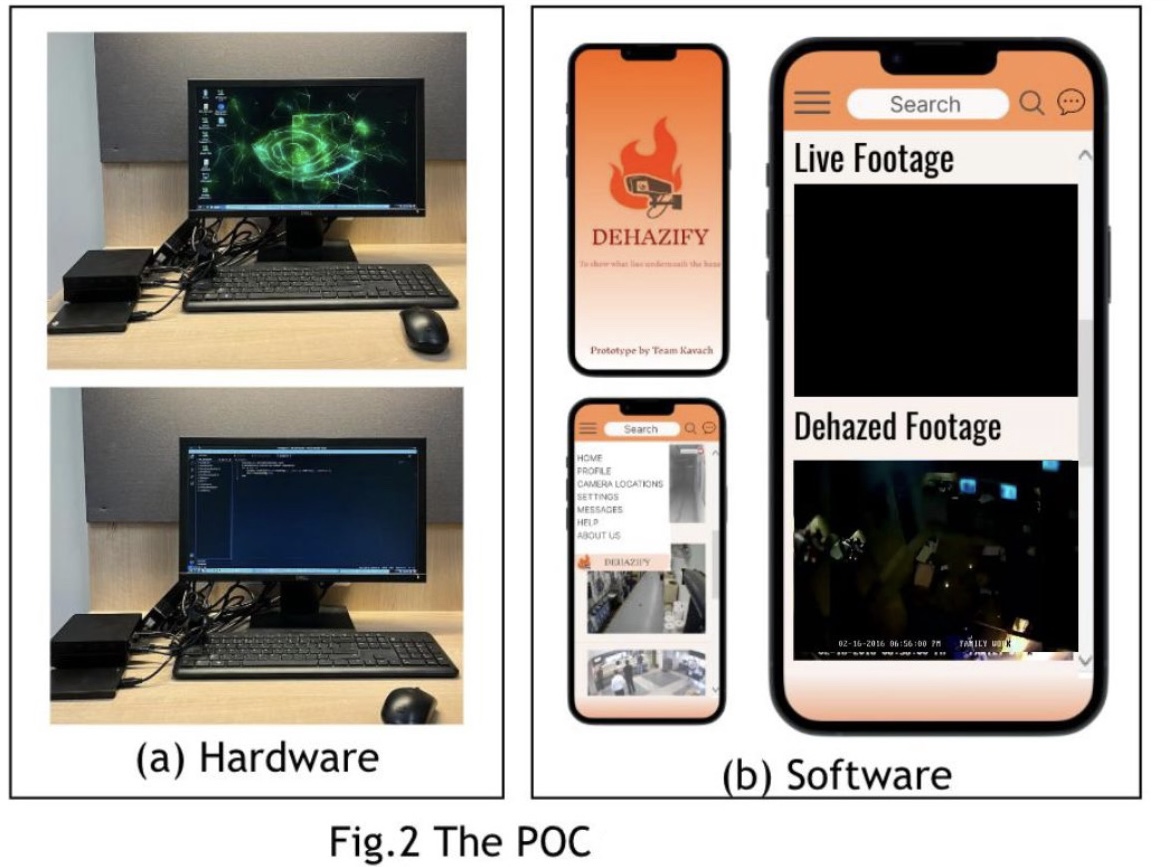 Search
Live Footage
DEHAZIFY
To show what lies underneath the haze
Prototype by Team Kavach
Dehazed Footage
Search
HOME
PROFILE
CAMERA LOCATIONS
SETTINGS
MESSAGES
HELP
ABOUT US
DEHAZIFY
02-16-2016 06:56:00 PM
DELL
DELL
(a) Hardware
(b) Software
Fig.2 The POC